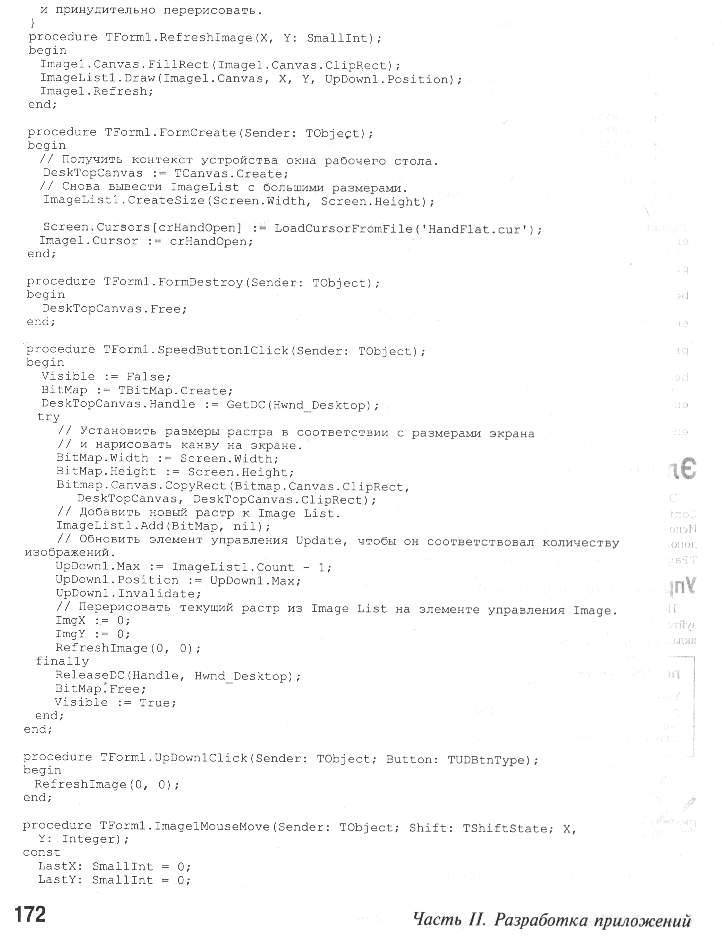 и принудительно перерисовать.
}
procedure TForm1.RefreshImage(X, Y: SmallInt);
begin
Image1.Canvas.FillRect(Image1.Canvas.ClipRect);
ImageList1.Draw(Image1.Canvas, X, Y, UpDown1.Position);
Image1.Refresh;
end;
procedure TForm1.FormCreate(Sender: TObject);
begin
// Получить контекст устройства окна рабочего стола.
DeskTopCanvas := TCanvas.Create;
// Снова вывести ImageList с большими размерами.
ImageList1.CreateSize(Screen.Width, Screen.Height);
Screen.Cursors[crHandOpen] := LoadCursorFromFile('HandFlat.cur');
Image1.Cursor := crHandOpen;
end;
procedure TForm1.FormDestroy(Sender: TObject);
begin
DeskTopCanvas.Free;
end;
procedure TForm1.SpeedButton1Click(Sender: TObject);
begin
Visible := False;
BitMap := TBitMap.Create;
DeskTopCanvas.Handle := GetDC(Hwnd_Desktop);
try
// Установить размеры растра в соответствии с размерами экрана
// и нарисовать канву на экране.
BitMap.Width := Screen.Width;
BitMap.Height := Screen.Height;
Bitmap.Canvas.CopyRect(Bitmap.Canvas.ClipRect,
DeskTopCanvas, DeskTopCanvas.ClipRect);
// Добавить новый растр к Image List.
ImageList1.Add(BitMap, nil);
// Обновить элемент управления Update, чтобы он соответствовал количеству
изображений.
UpDown1.Max := ImageList1.Count - 1;
UpDown1.Position := UpDown1.Max;
UpDown1.Invalidate;
// Перерисовать текущий растр из Image List на элементе управления Image.
ImgX := 0;
ImgY := 0;
RefreshImage(0, 0);
finally
ReleaseDC(Handle, Hwnd_Desktop);
BitMap.Free;
Visible := True;
end;
end;
procedure TForm1.UpDown1Click(Sender: TObject; Button: TUDBtnType);
begin
RefreshImage(0, 0);
end;
procedure TForm1.Image1MouseMove(Sender: TObject; Shift: TShiftState; X,
Y: Integer);
const
LastX: SmallInt = 0;
LastY: SmallInt = 0;
172 Часть II. Разработка приложений